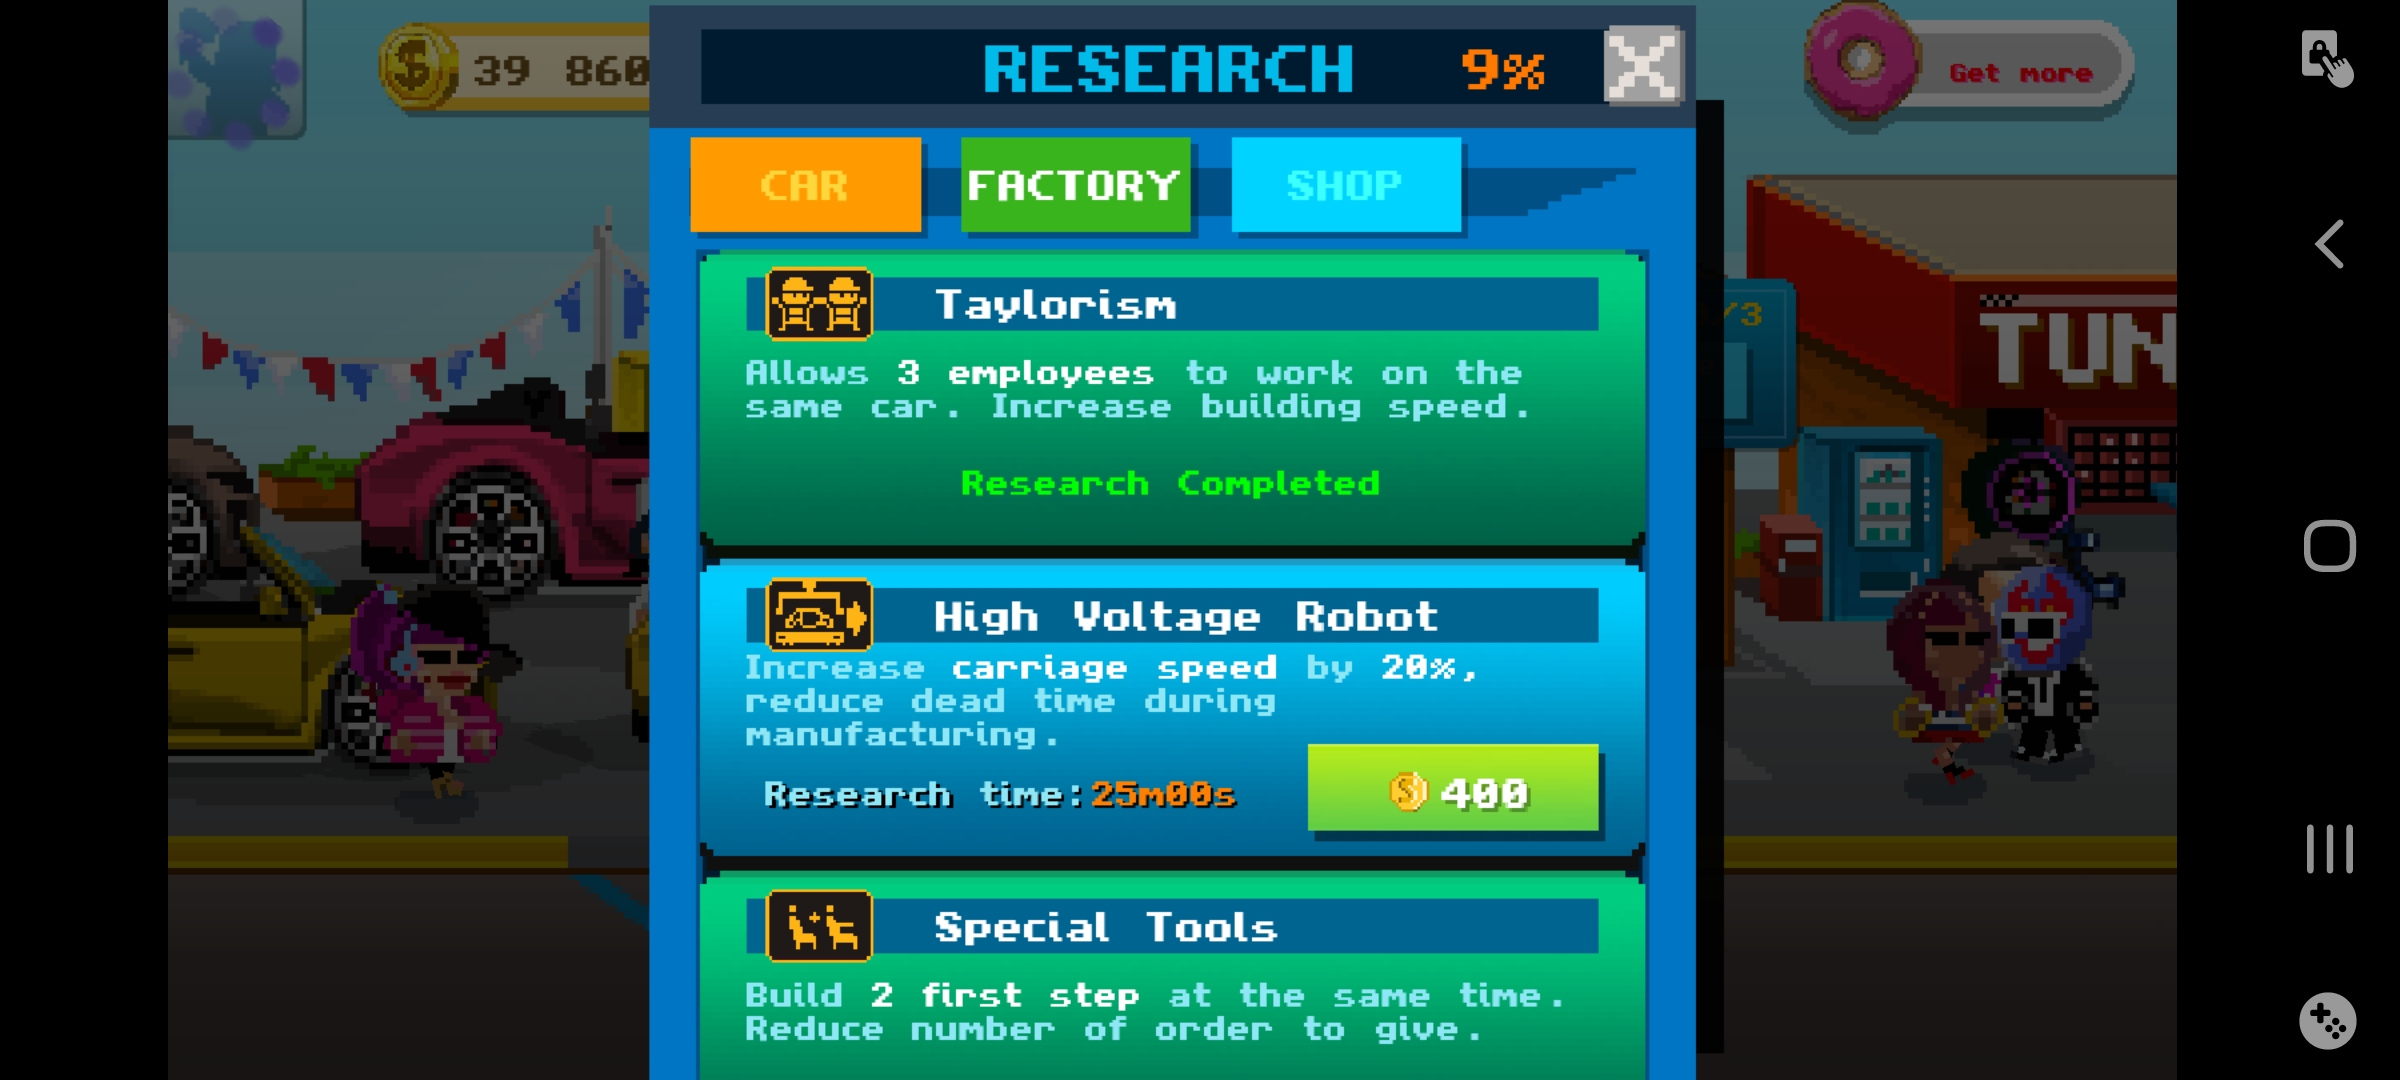 39 860
RESEARCH 9%
Get more
CAR FACTORY SHOP
Taylorism
Allows 3 employees to work on the
same car. Increase building speed.
Research Completed
/3
TUN
High Voltage Robot
Increase carriage speed by 20%,
reduce dead time during
manufacturing.
Research time:25m00s
400
Special Tools
Build 2 first step at the same time.
Reduce number of order to give.